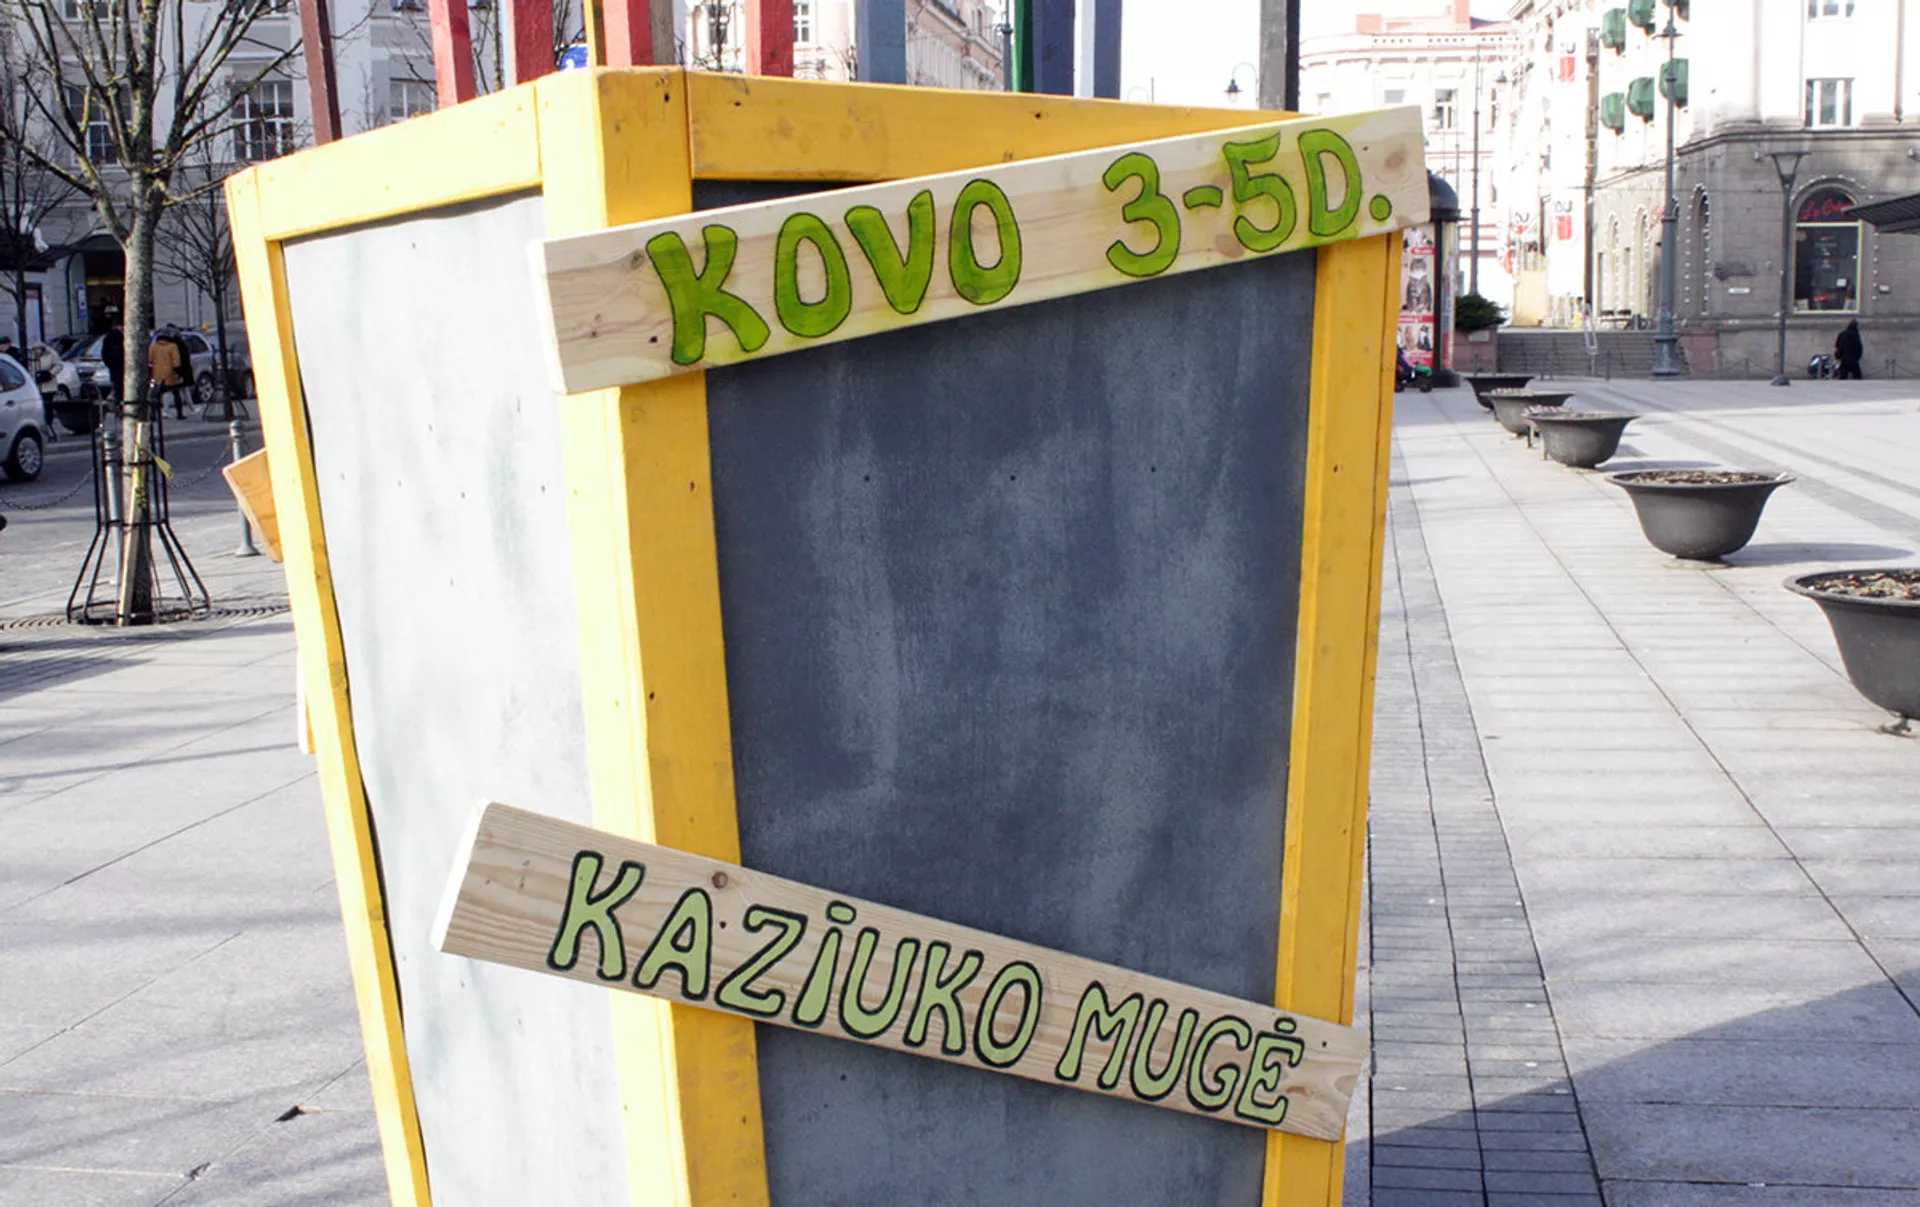 KOVO 3-5D.
KAZIUKO MUGĖ